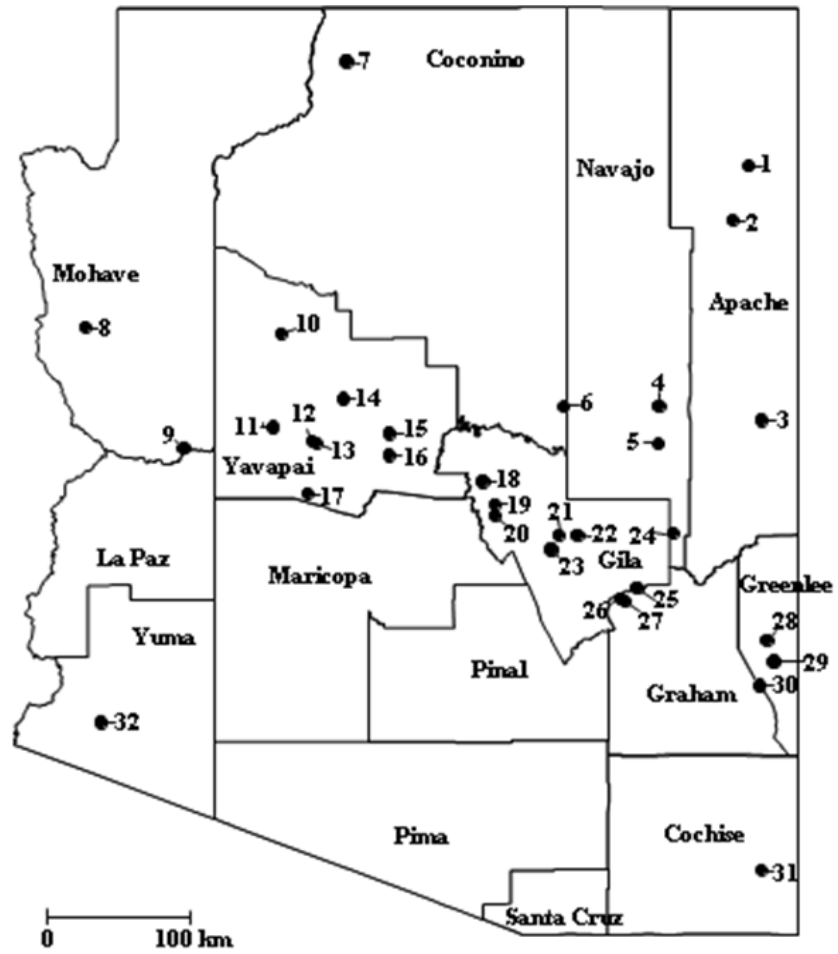 7
Coconino
Navajo
1
2
Mohave
Apache
8
10
14
4
6
3
12
11
15
5
9
13
16
Yavapai
17
18
19
20
21
22
24
La Paz
23
Gila
Maricopa
Greenlee
25
26
27
28
Yuma
29
Pinal
30
Graham
32
Pima
Cochise
31
Santa Cruz
0 100 km